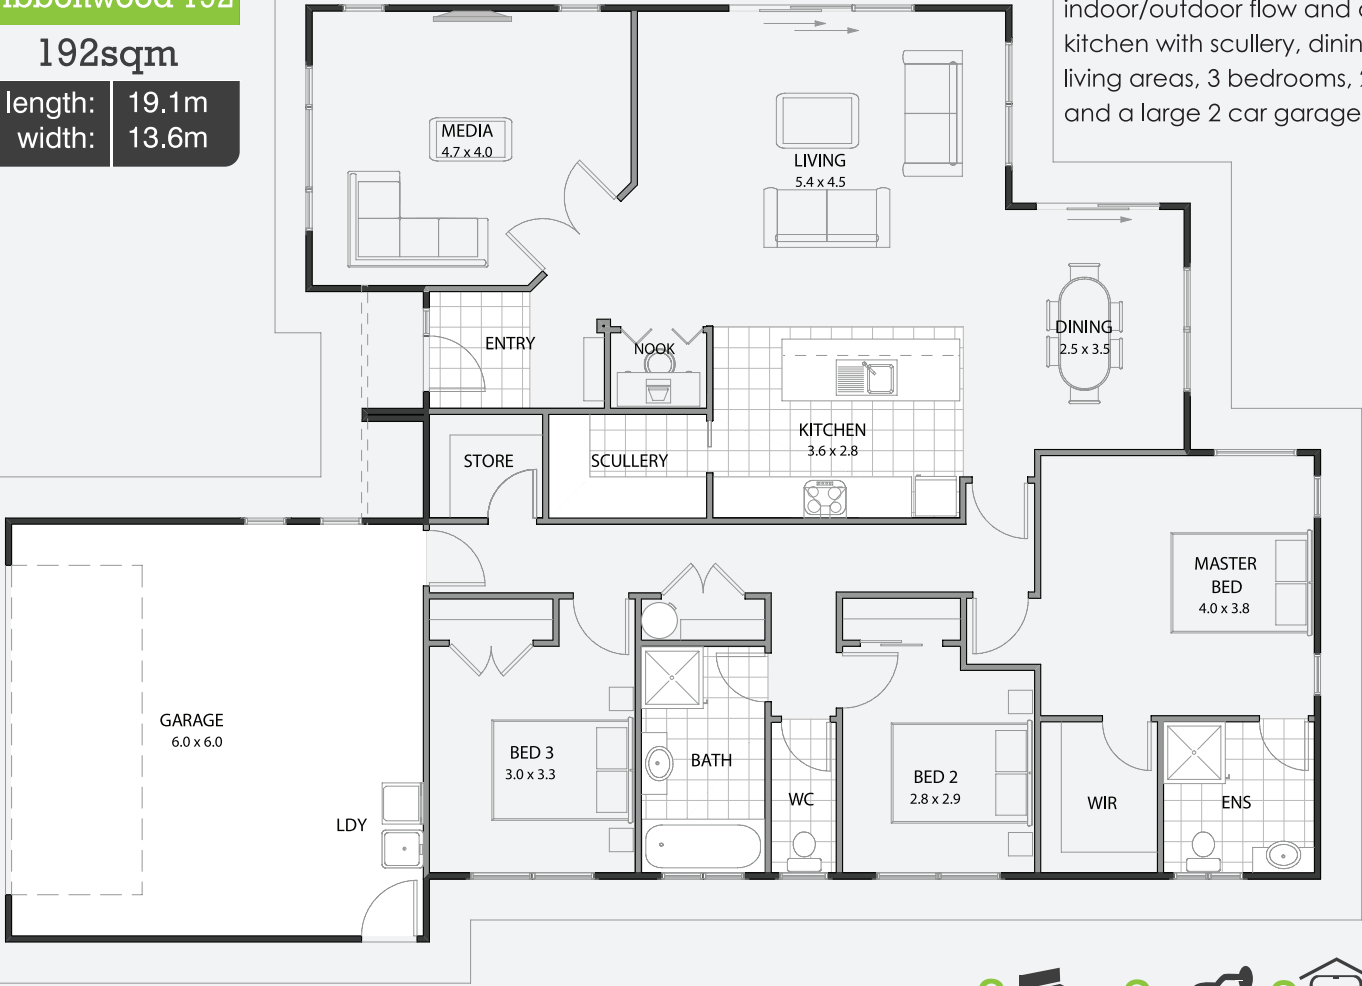 192
192sqm
length: 19.1m
width: 13.6m
indoor/outdoor flow and
kitchen with scullery,
living areas, 3 bedrooms,
and a large 2 car garage
MEDIA
4.7 x 4.0
LIVING
5.4 x 4.5
DINING
2.5 x 3.5
ENTRY
NOOK
KITCHEN
3.6 x 2.8
STORE
SCULLERY
MASTER
BED
4.0 x 3.8
GARAGE
6.0 x 6.0
LDY
BED 3
3.0 x 3.3
BATH
WC
BED 2
2.8 x 2.9
WIR
ENS